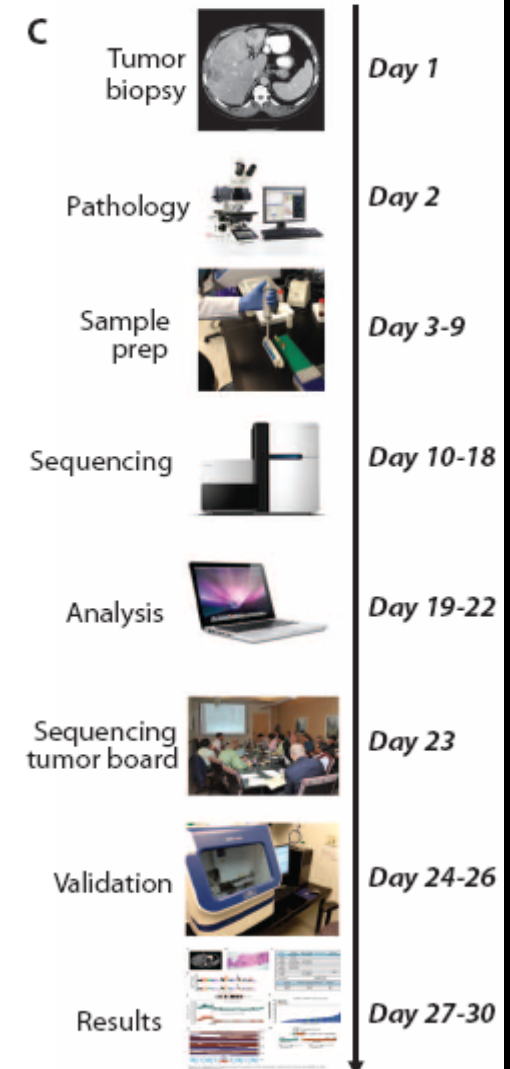 C
Tumor
biopsy
Day 1
Pathology
Day 2
Sample
prep
Day 3-9
Sequencing
Day 10-18
Analysis
Day 19-22
Sequencing
tumor board
Day 23
Validation
Day 24-26
Results
Day 27-30